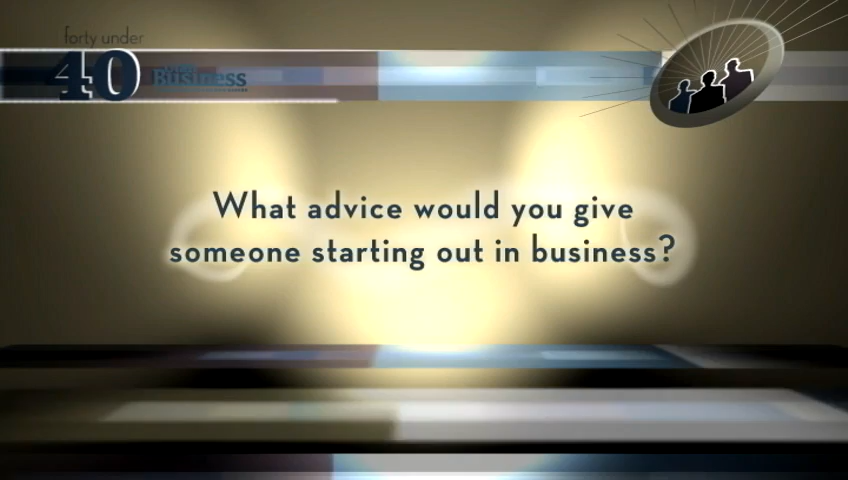 forty under
40 Business
What advice would you give
someone starting out in business?